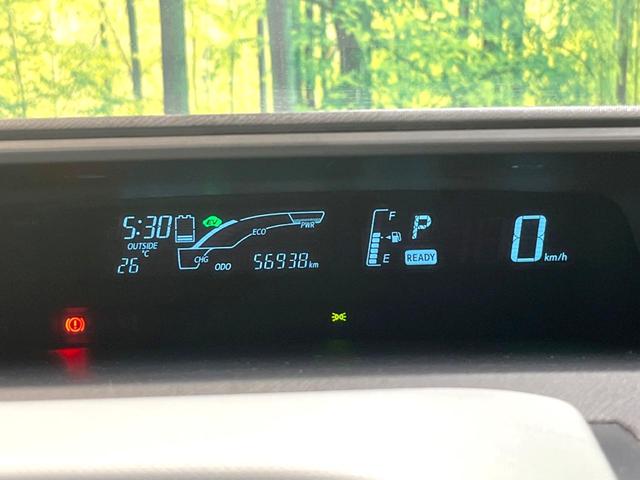 5:30
OUTSIDE
°C
26
EV
ECO
PWR
CHG
ODO 56938 km
F
E
P
READY
0
km/h